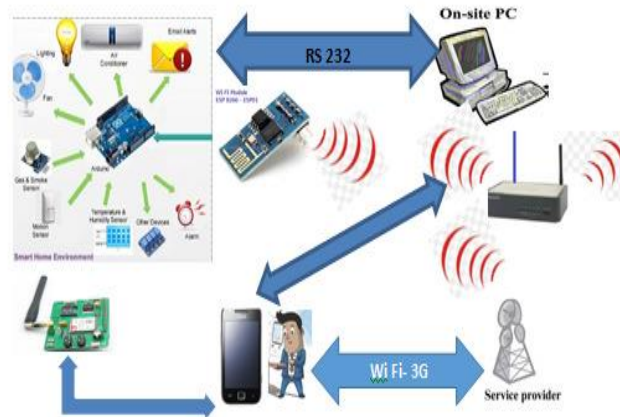 Lighting
Air
Conditioner
Email Alerts
On-site PC
RS 232
Fan
WI FI Module
ESP 8266 - ESP01
Arduino
Gas & Smoke
Sensor
Motion
Sensor
Temperature &
Humidity Sensor
Other Devices
Alarm
Smart Home Environment
Wi Fi- 3G
Service provider